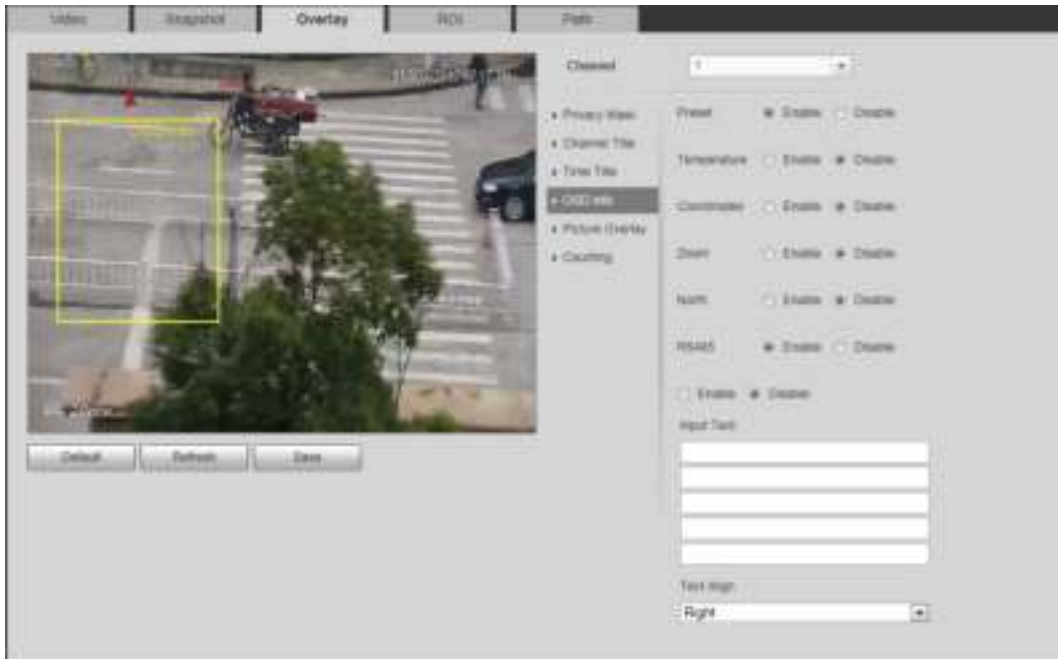 Video Snapshot Overlay ROI Path
Channel 1
Privacy Mask
Channel Title
Time Title
OSD Info
Picture Overlay
Counting
Preset Enable Disable
Temperature Enable Disable
Coordinates Enable Disable
Zoom Enable Disable
North Enable Disable
RS485 Enable Disable
Enable Disable
Input Text
Text Align
Right
Default Refresh Save